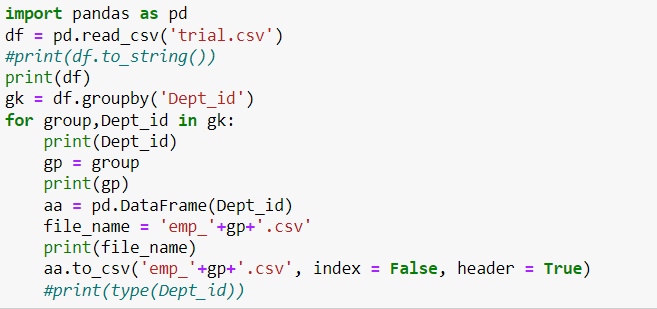 import pandas as pd
df = pd.read_csv('trial.csv')
#print(df.to_string())
print(df)
gk = df.groupby('Dept_id')
for group,Dept_id in gk:
    print(Dept_id)
    gp = group
    print(gp)
    aa = pd.DataFrame(Dept_id)
    file_name = 'emp_'+gp+'.csv'
    print(file_name)
    aa.to_csv('emp_'+gp+'.csv', index = False, header = True)
    #print(type(Dept_id))